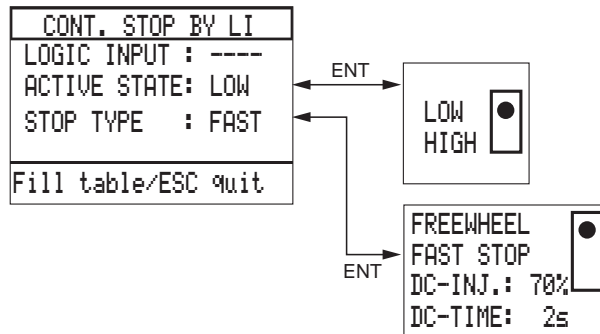 CONT. STOP BY LI
LOGIC INPUT : ----
ACTIVE STATE: LOW
STOP TYPE : FAST
Fill table/ESC quit
ENT
LOW
HIGH
ENT
FREEWHEEL
FAST STOP
DC-INJ.: 70%
DC-TIME: 2s